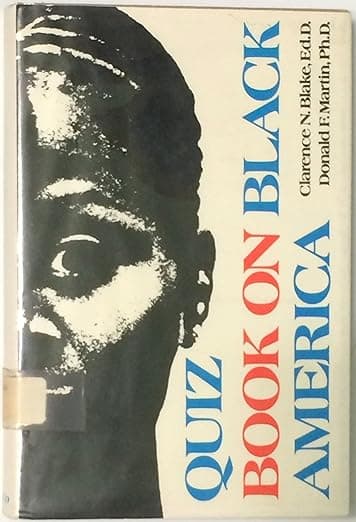 QUIZ
BOOK ON BLACK
AMERICA
Clarence N. Blake, Ed.D.
Donald F. Martin, Ph.D.